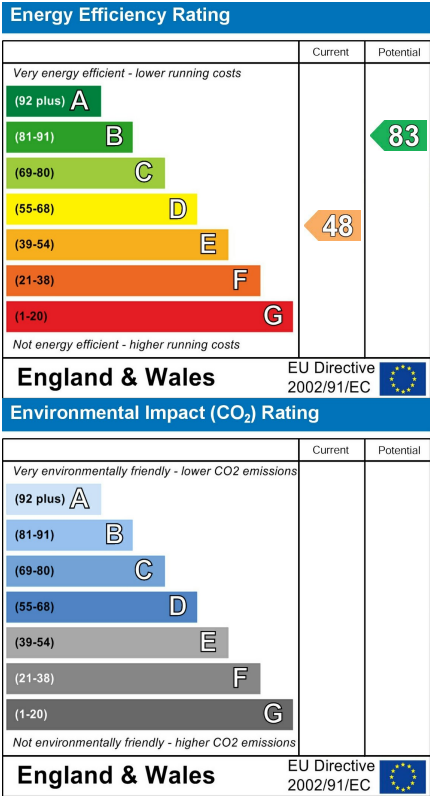 Energy Efficiency Rating
Current Potential
Very energy efficient - lower running costs
(92 plus) A
(81-91) B
83
(69-80) C
(55-68) D
48
(39-54) E
(21-38) F
(1-20) G
Not energy efficient - higher running costs
England & Wales
EU Directive
2002/91/EC
Environmental Impact (CO₂) Rating
Current Potential
Very environmentally friendly - lower CO2 emissions
(92 plus) A
(81-91) B
(69-80) C
(55-68) D
(39-54) E
(21-38) F
(1-20) G
Not environmentally friendly - higher CO2 emissions
England & Wales
EU Directive
2002/91/EC